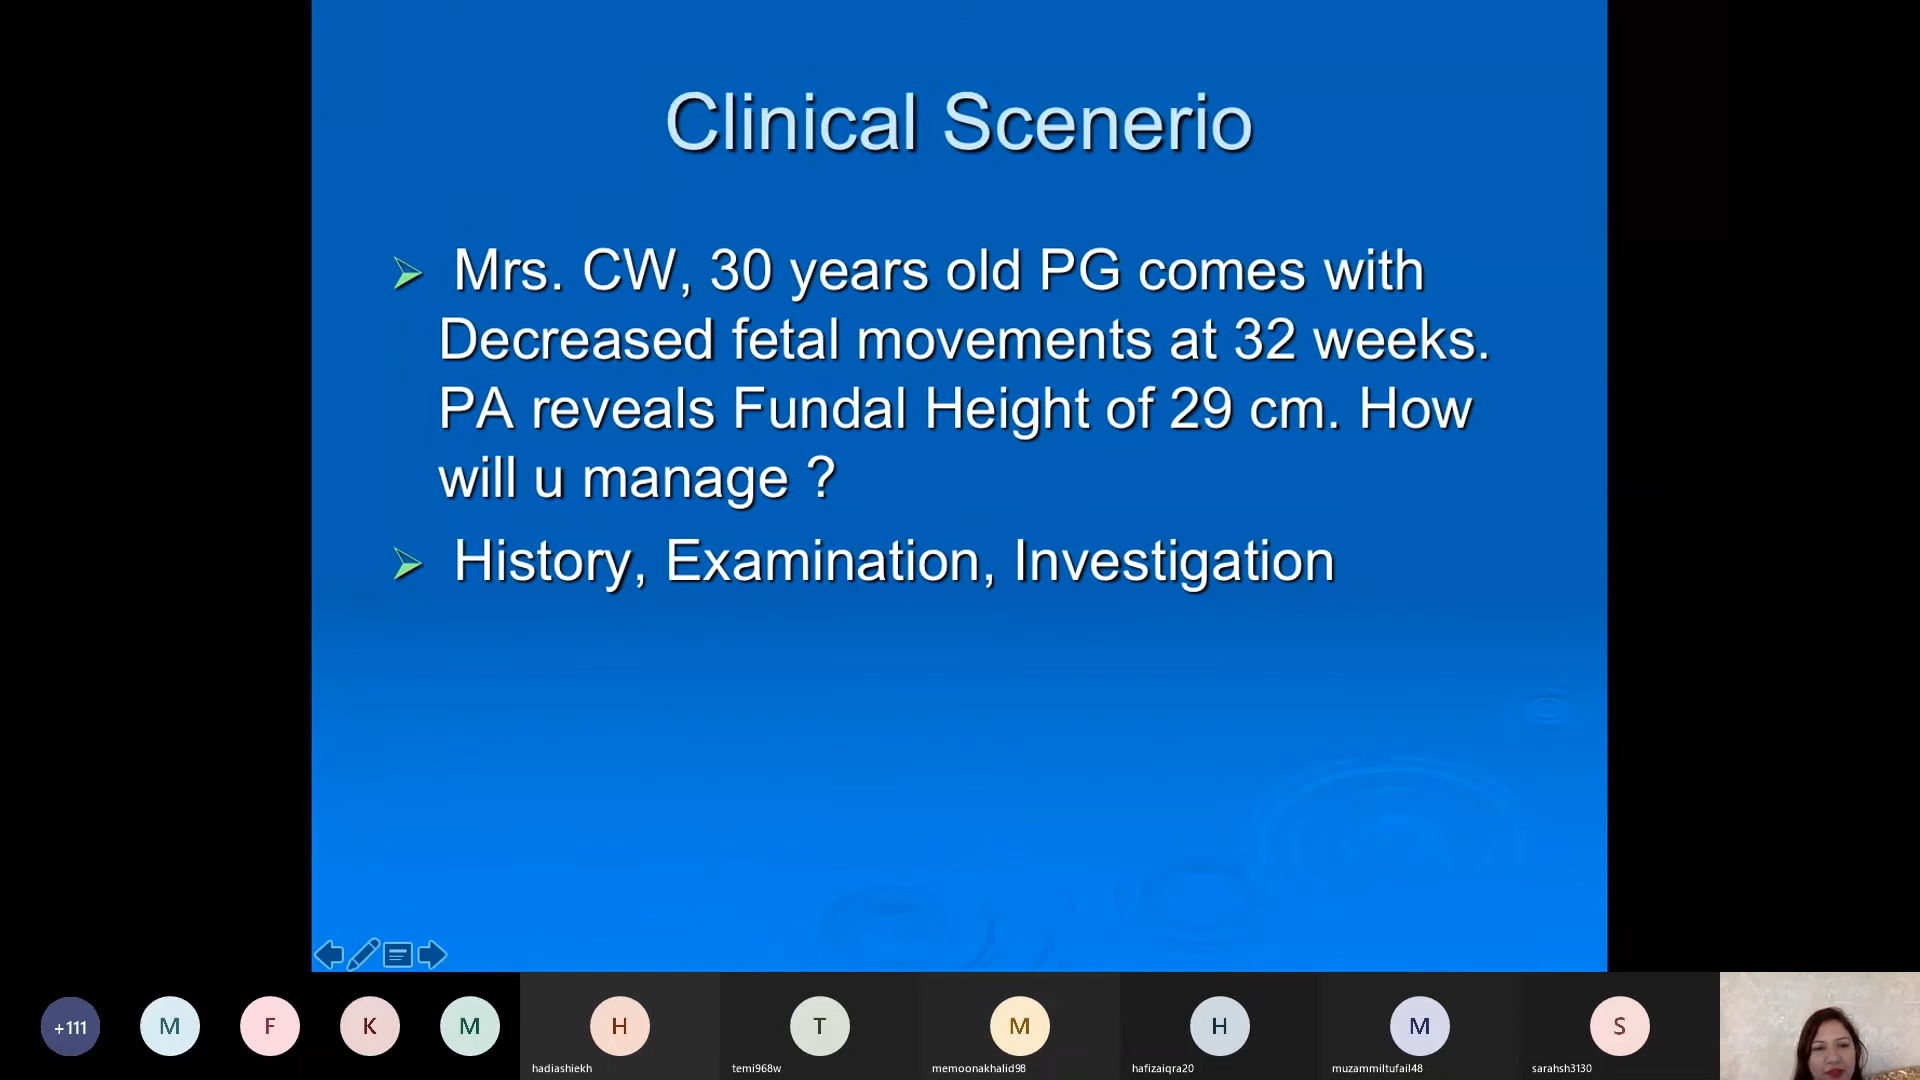 Clinical Scenerio
Mrs. CW, 30 years old PG comes with
Decreased fetal movements at 32 weeks.
PA reveals Fundal Height of 29 cm. How
will u manage ?
History, Examination, Investigation
+111
M
F
K
M
H
T
M
H
M
S
hadiashiekh
temi968w
memoonakhalid98
hafizaiqra20
muzammiltufail48
sarahsh3130